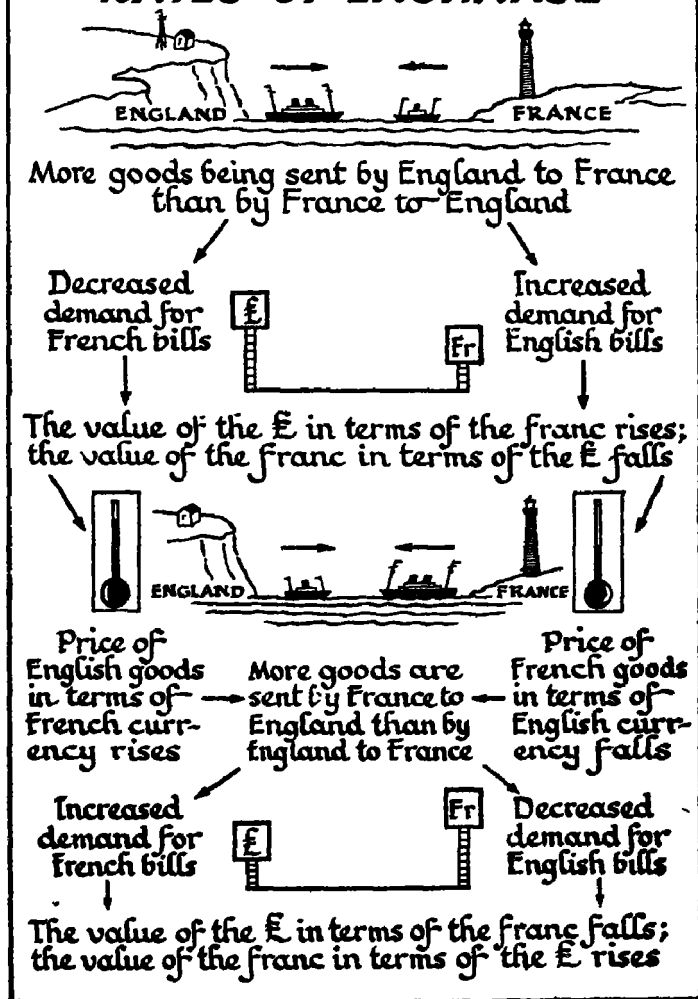 ENGLAND
FRANCE
More goods being sent by England to France
than by France to England
Decreased
demand for
French bills
£
Fr
Increased
demand for
English bills
The value of the £ in terms of the franc rises;
the value of the franc in terms of the £ falls
ENGLAND
FRANCE
Price of
English goods
in terms of
French curr-
ency rises
More goods are
sent by France to
England than by
England to France
Price of
French goods
in terms of
English curr-
ency falls
Increased
demand for
French bills
£
Fr
Decreased
demand for
English bills
The value of the £ in terms of the franc falls;
the value of the franc in terms of the £ rises